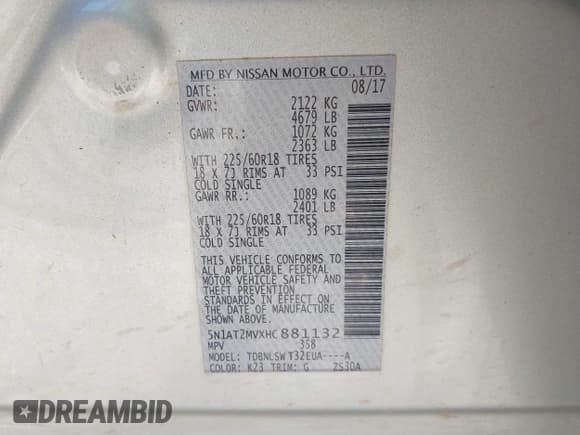 MFD BY NISSAN MOTOR CO., LTD.
DATE: 08/17
GVWR: 2122 KG
4679 LB
GAWR FR.: 1072 KG
2363 LB
WITH 225/60R18 TIRES
18 X 7J RIMS AT 33 PSI
COLD SINGLE
GAWR RR.: 1089 KG
2401 LB
WITH 225/60R18 TIRES
18 X 7J RIMS AT 33 PSI
COLD SINGLE
THIS VEHICLE CONFORMS TO
ALL APPLICABLE FEDERAL
MOTOR VEHICLE SAFETY AND
THEFT PREVENTION
STANDARDS IN EFFECT ON THE
DATE OF MANUFACTURE.
5N1AT2MVXHC881132
MPV 358
MODEL: TDBNLSW T32EUA----A
COLOR: K23 TRIM: G 2S30A
DREAMBID